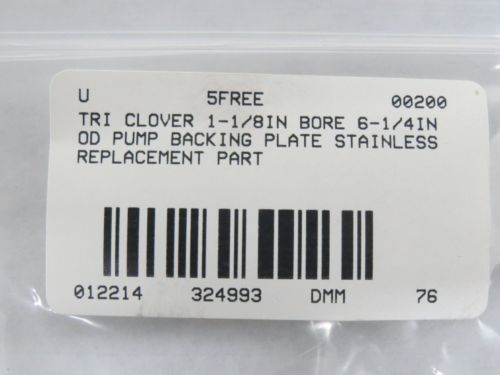 U 5FREE 00200
TRI CLOVER 1-1/8IN BORE 6-1/4IN
OD PUMP BACKING PLATE STAINLESS
REPLACEMENT PART
012214 324993 DMM 76